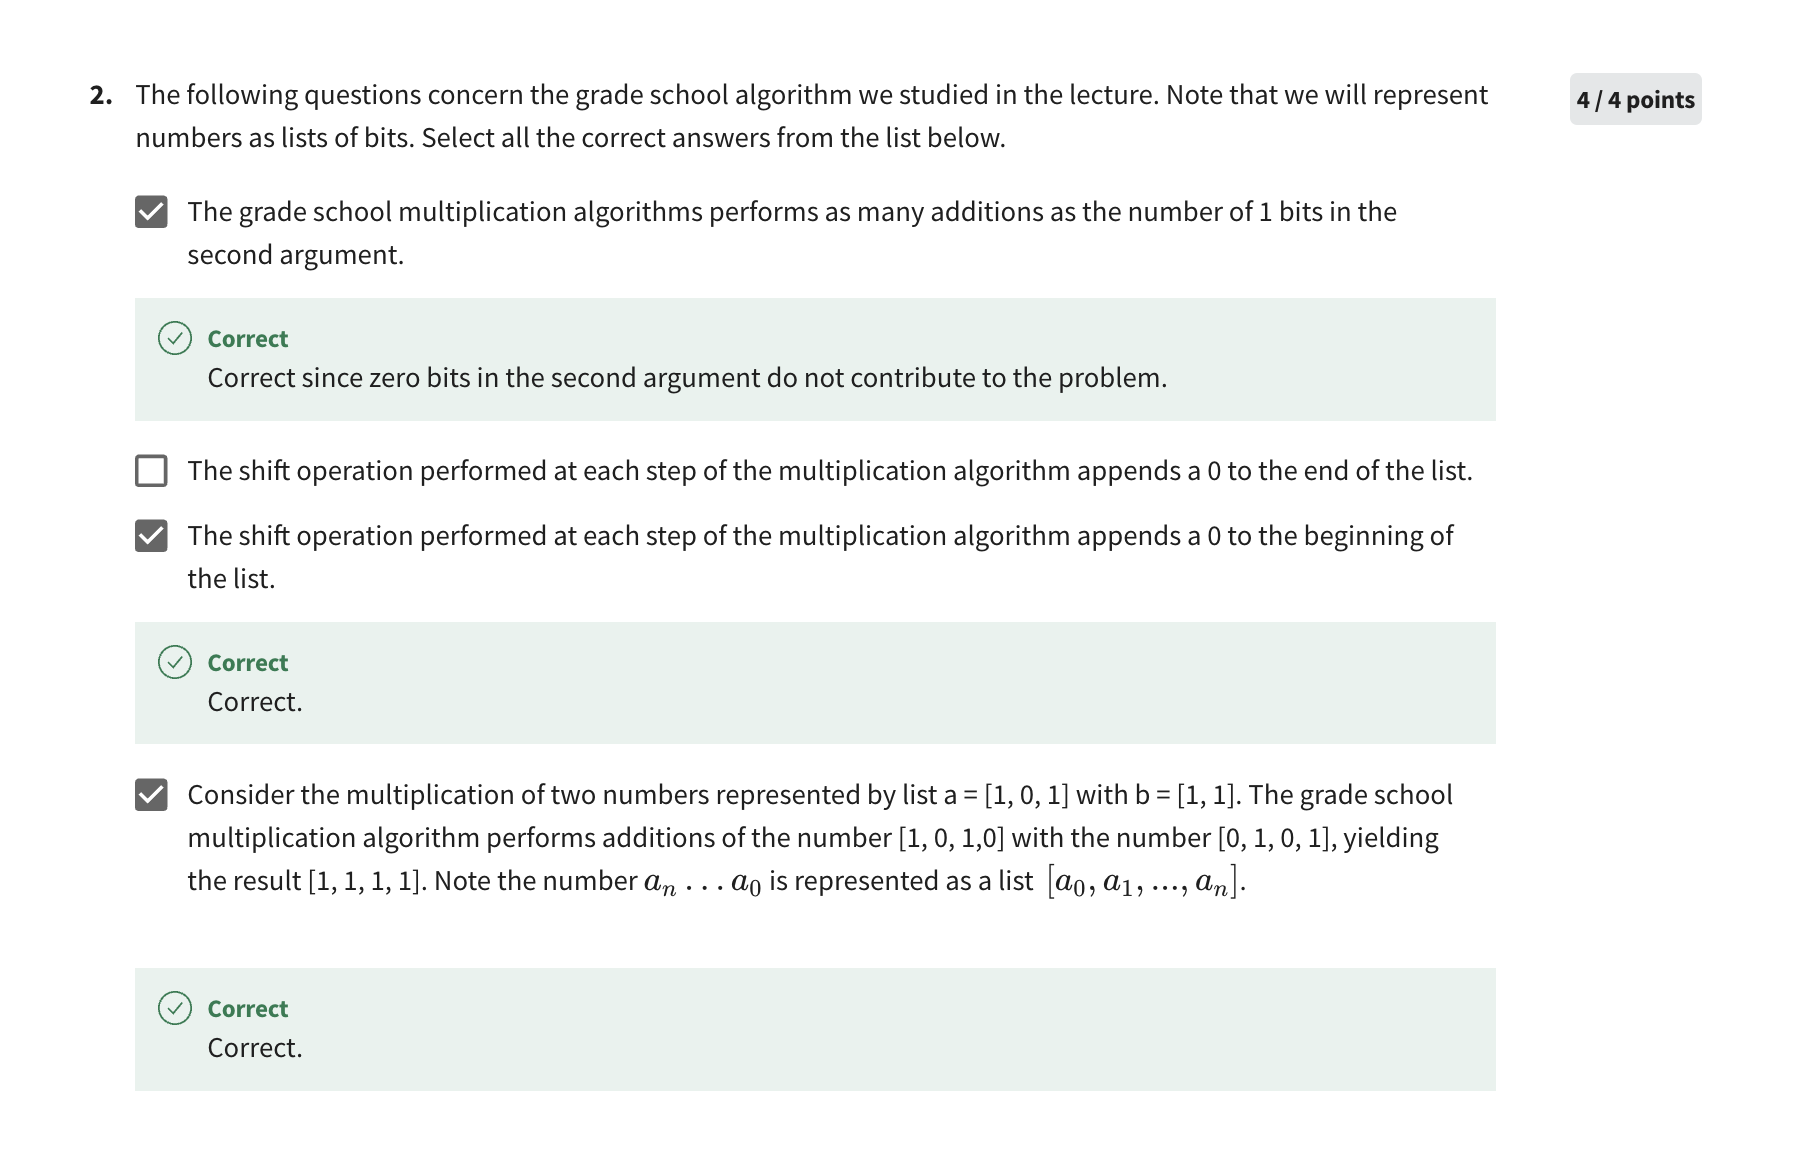 2. The following questions concern the grade school algorithm we studied in the lecture. Note that we will represent
numbers as lists of bits. Select all the correct answers from the list below.
4 / 4 points
The grade school multiplication algorithms performs as many additions as the number of 1 bits in the
second argument.
Correct
Correct since zero bits in the second argument do not contribute to the problem.
The shift operation performed at each step of the multiplication algorithm appends a 0 to the end of the list.
The shift operation performed at each step of the multiplication algorithm appends a 0 to the beginning of
the list.
Correct
Correct.
Consider the multiplication of two numbers represented by list a = [1, 0, 1] with b = [1, 1]. The grade school
multiplication algorithm performs additions of the number [1, 0, 1,0] with the number [0, 1, 0, 1], yielding
the result [1, 1, 1, 1]. Note the number aₙ . . . a₀ is represented as a list [a₀, a₁, ..., aₙ].
Correct
Correct.